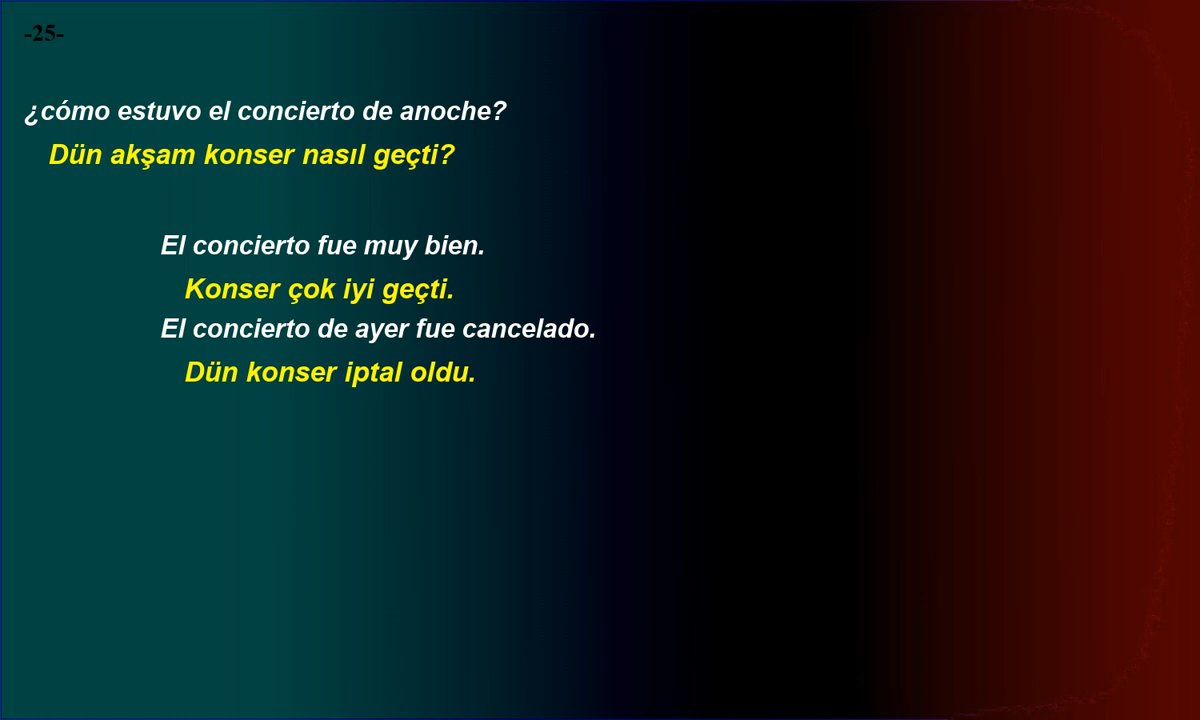 -25-
¿cómo estuvo el concierto de anoche?
Dün akşam konser nasıl geçti?
El concierto fue muy bien.
Konser çok iyi geçti.
El concierto de ayer fue cancelado.
Dün konser iptal oldu.